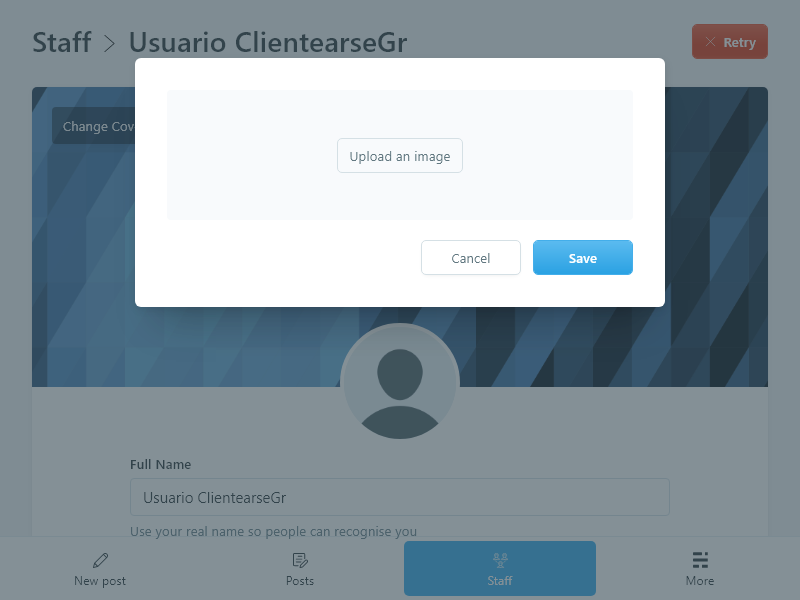 Staff > Usuario ClientearseGr
Retry
Change Cov
Upload an image
Cancel
Save
Full Name
Usuario ClientearseGr
Use your real name so people can recognise you
New post
Posts
Staff
More